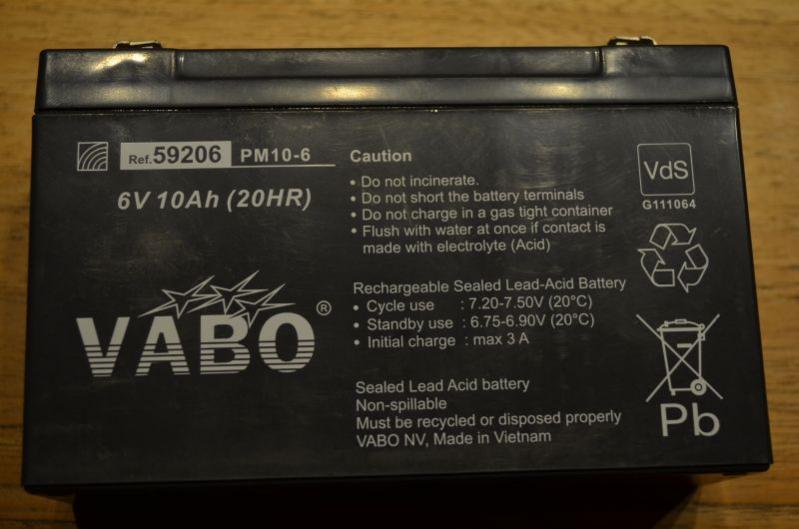 Ref.59206 PM10-6
6V 10Ah (20HR)
VABO®
Caution
• Do not incinerate.
• Do not short the battery terminals
• Do not charge in a gas tight container
• Flush with water at once if contact is
made with electrolyte (Acid)
Rechargeable Sealed Lead-Acid Battery
• Cycle use : 7.20-7.50V (20°C)
• Standby use : 6.75-6.90V (20°C)
• Initial charge : max 3 A
Sealed Lead Acid battery
Non-spillable
Must be recycled or disposed properly
VABO NV, Made in Vietnam
VdS
G111064
Pb